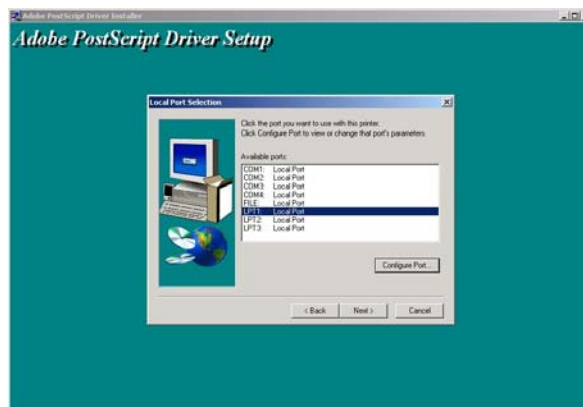 Adobe PostScript Driver Installer
Adobe PostScript Driver Setup
Local Port Selection
Click the port you want to use with this printer.
Click Configure Port to view or change that port's parameters.
Available ports:
COM1: Local Port
COM2: Local Port
COM3: Local Port
COM4: Local Port
FILE: Local Port
LPT1: Local Port
LPT2: Local Port
LPT3: Local Port
Configure Port...
< Back Next > Cancel